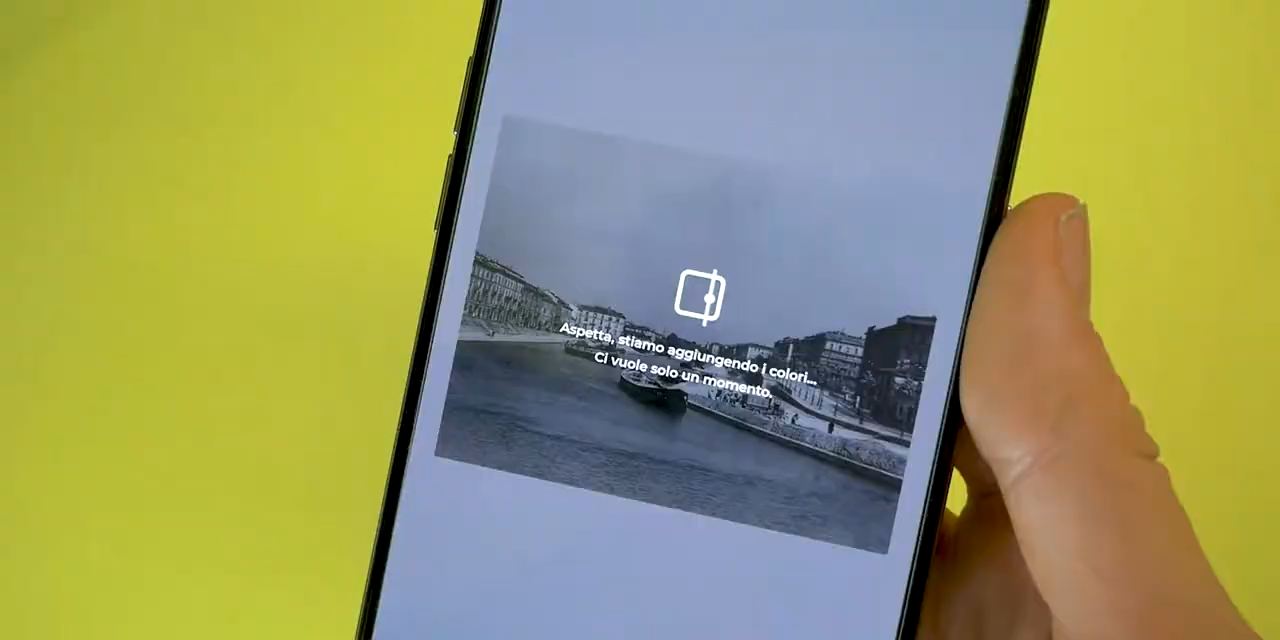 Aspetta, stiamo aggiungendo i colori...
Ci vuole solo un momento.